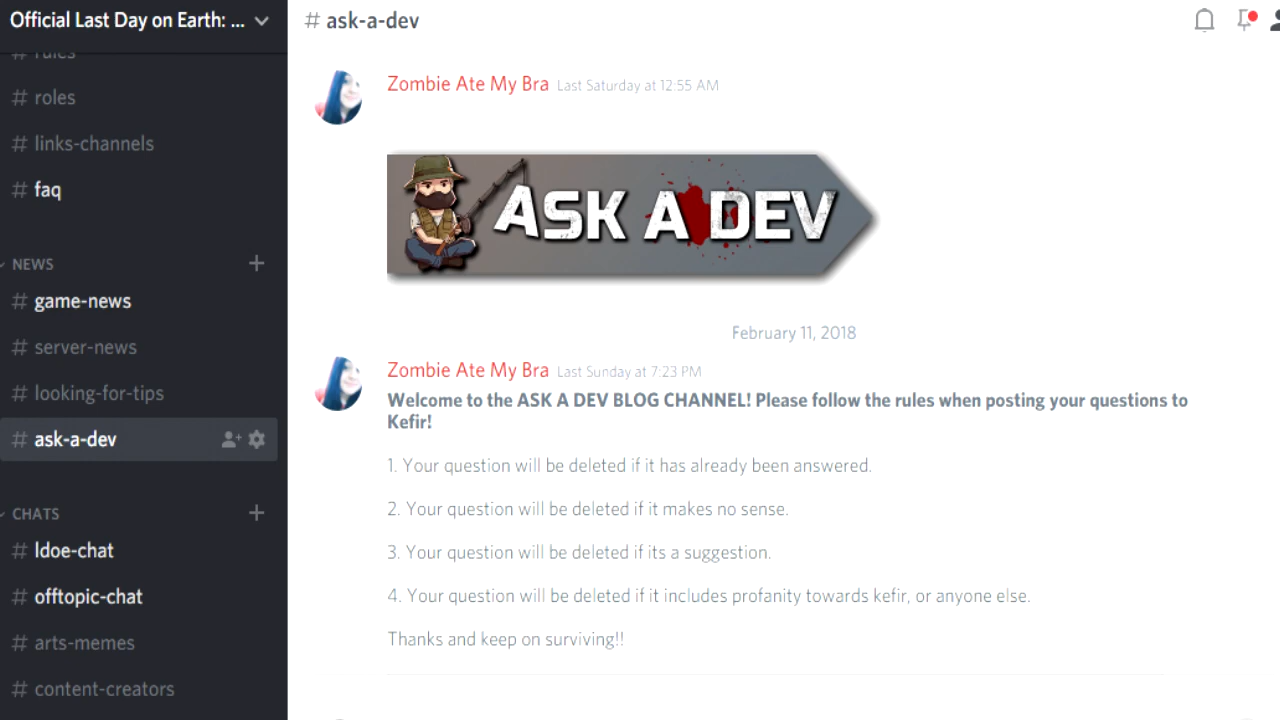 Official Last Day on Earth: ...
# rules
# roles
# links-channels
# faq
NEWS
# game-news
# server-news
# looking-for-tips
# ask-a-dev
CHATS
# ldoe-chat
# offtopic-chat
# arts-memes
# content-creators
# ask-a-dev
Zombie Ate My Bra Last Saturday at 12:55 AM
ASK A DEV
February 11, 2018
Zombie Ate My Bra Last Sunday at 7:23 PM
Welcome to the ASK A DEV BLOG CHANNEL! Please follow the rules when posting your questions to
Kefir!
1. Your question will be deleted if it has already been answered.
2. Your question will be deleted if it makes no sense.
3. Your question will be deleted if its a suggestion.
4. Your question will be deleted if it includes profanity towards kefir, or anyone else.
Thanks and keep on surviving!!